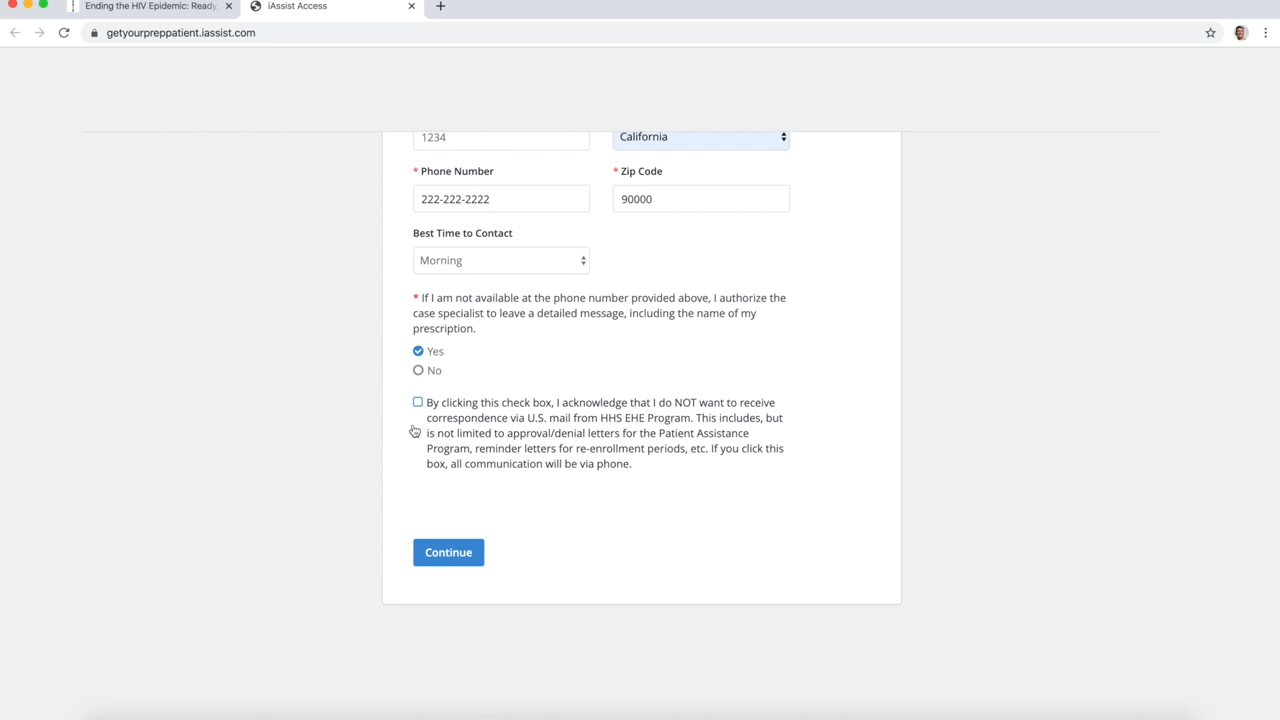 Ending the HIV Epidemic: Ready,
iAssist Access
getyourpreppatient.iassist.com
1234
California
* Phone Number
* Zip Code
222-222-2222
90000
Best Time to Contact
Morning
* If I am not available at the phone number provided above, I authorize the
case specialist to leave a detailed message, including the name of my
prescription.
Yes
No
By clicking this check box, I acknowledge that I do NOT want to receive
correspondence via U.S. mail from HHS EHE Program. This includes, but
is not limited to approval/denial letters for the Patient Assistance
Program, reminder letters for re-enrollment periods, etc. If you click this
box, all communication will be via phone.
Continue